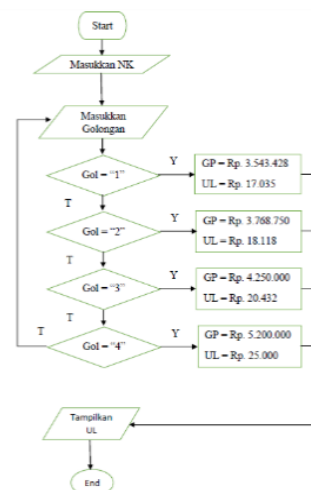 Start
Masukkan NK
Masukkan
Golongan
Gol = "1"
Y
GP = Rp. 3.543.428
UL = Rp. 17.035
T
Gol = "2"
Y
GP = Rp. 3.768.750
UL = Rp. 18.118
T
Gol = "3"
Y
GP = Rp. 4.250.000
UL = Rp. 20.432
T
T
Gol = "4"
Y
GP = Rp. 5.200.000
UL = Rp. 25.000
Tampilkan
UL
End